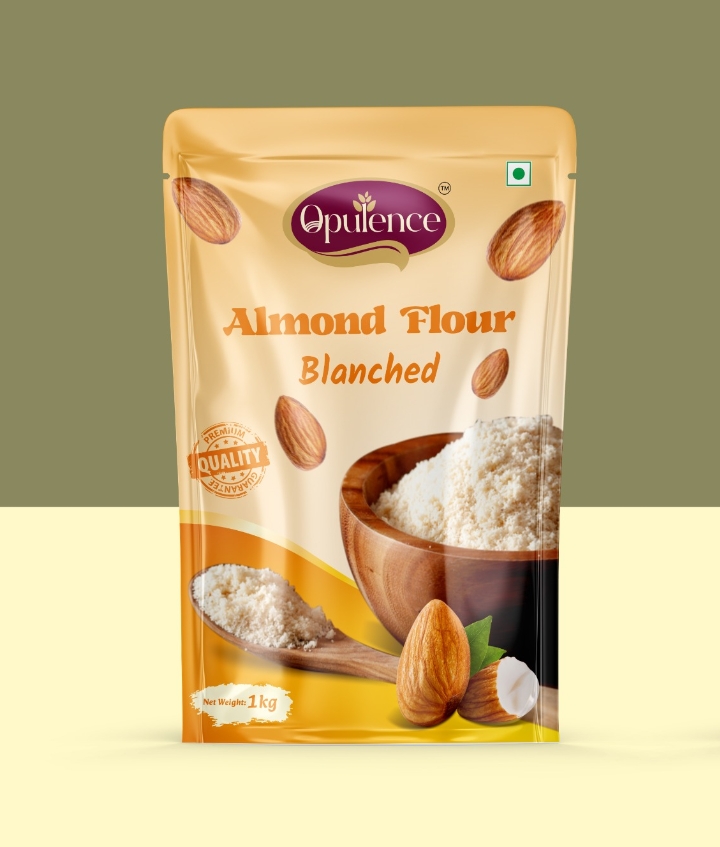 Opulence
TM
Almond Flour
Blanched
PREMIUM
QUALITY
GUARANTEE
Net Weight: 1kg